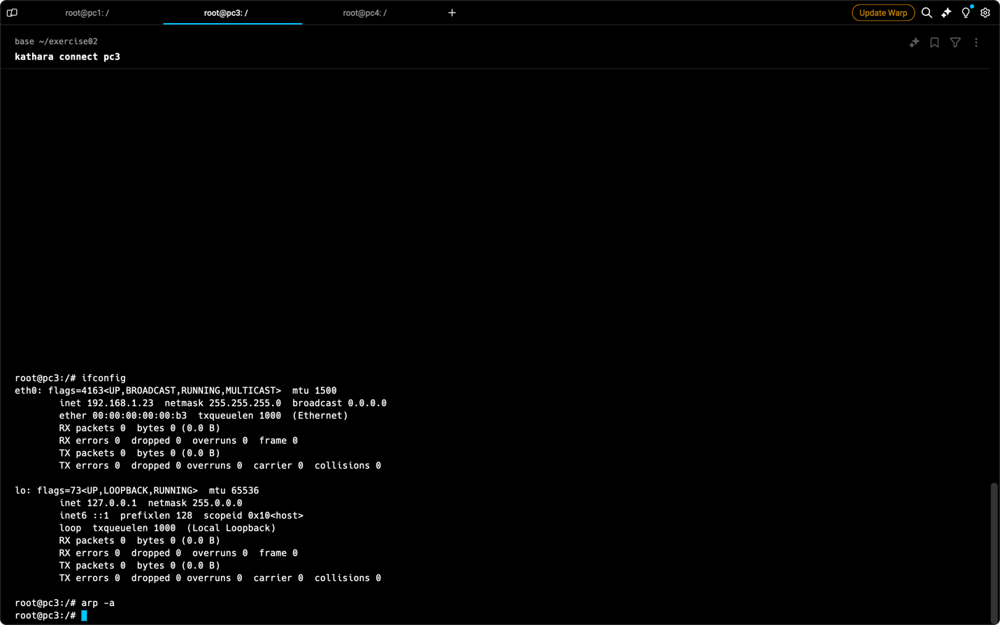 root@pc1: /
root@pc3: /
root@pc4: /
+
Update Warp
base ~/exercise02
kathara connect pc3
root@pc3:/# ifconfig
eth0: flags=4163<UP,BROADCAST,RUNNING,MULTICAST>  mtu 1500
        inet 192.168.1.23  netmask 255.255.255.0  broadcast 0.0.0.0
        ether 00:00:00:00:00:b3  txqueuelen 1000  (Ethernet)
        RX packets 0  bytes 0 (0.0 B)
        RX errors 0  dropped 0  overruns 0  frame 0
        TX packets 0  bytes 0 (0.0 B)
        TX errors 0  dropped 0 overruns 0  carrier 0  collisions 0
lo: flags=73<UP,LOOPBACK,RUNNING>  mtu 65536
        inet 127.0.0.1  netmask 255.0.0.0
        inet6 ::1  prefixlen 128  scopeid 0x10<host>
        loop  txqueuelen 1000  (Local Loopback)
        RX packets 0  bytes 0 (0.0 B)
        RX errors 0  dropped 0  overruns 0  frame 0
        TX packets 0  bytes 0 (0.0 B)
        TX errors 0  dropped 0 overruns 0  carrier 0  collisions 0
root@pc3:/# arp -a
root@pc3:/#